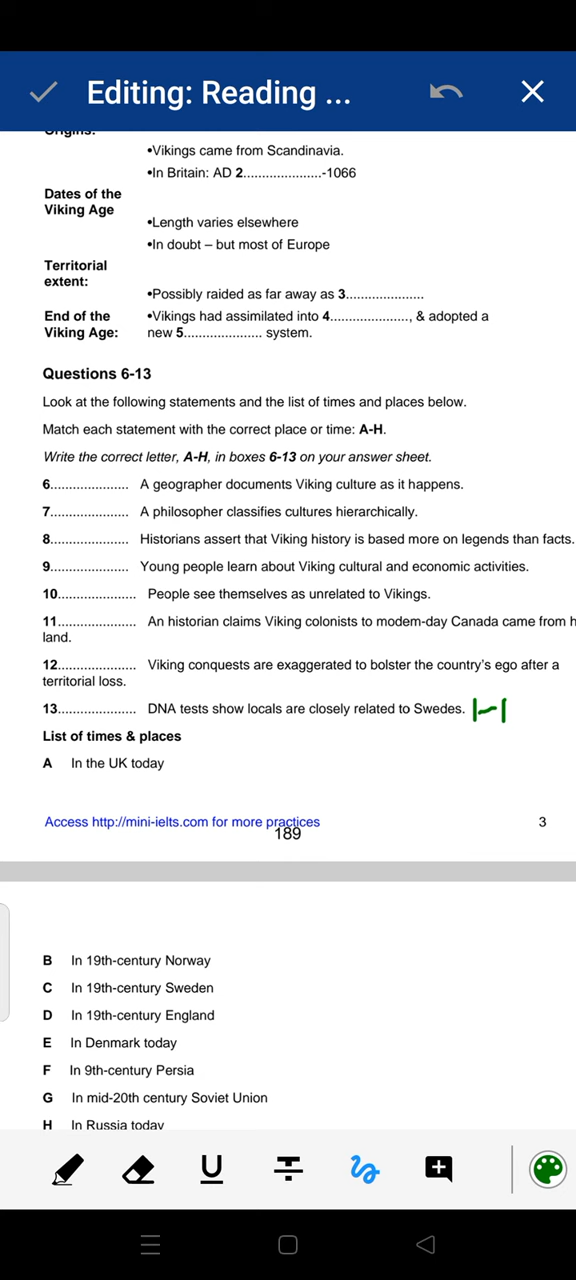 Editing: Reading ...
Origins:
•Vikings came from Scandinavia.
•In Britain: AD 2.....................-1066
Dates of the
Viking Age
•Length varies elsewhere
•In doubt – but most of Europe
Territorial
extent:
•Possibly raided as far away as 3.....................
End of the
Viking Age:
•Vikings had assimilated into 4....................., & adopted a
new 5..................... system.
Questions 6-13
Look at the following statements and the list of times and places below.
Match each statement with the correct place or time: A-H.
Write the correct letter, A-H, in boxes 6-13 on your answer sheet.
6..................... A geographer documents Viking culture as it happens.
7..................... A philosopher classifies cultures hierarchically.
8..................... Historians assert that Viking history is based more on legends than facts.
9..................... Young people learn about Viking cultural and economic activities.
10..................... People see themselves as unrelated to Vikings.
11..................... An historian claims Viking colonists to modem-day Canada came from h
land.
12..................... Viking conquests are exaggerated to bolster the country's ego after a
territorial loss.
13..................... DNA tests show locals are closely related to Swedes. H
List of times & places
A In the UK today
Access http://mini-ielts.com for more practices
3
189
B In 19th-century Norway
C In 19th-century Sweden
D In 19th-century England
E In Denmark today
F In 9th-century Persia
G In mid-20th century Soviet Union
H In Russia today